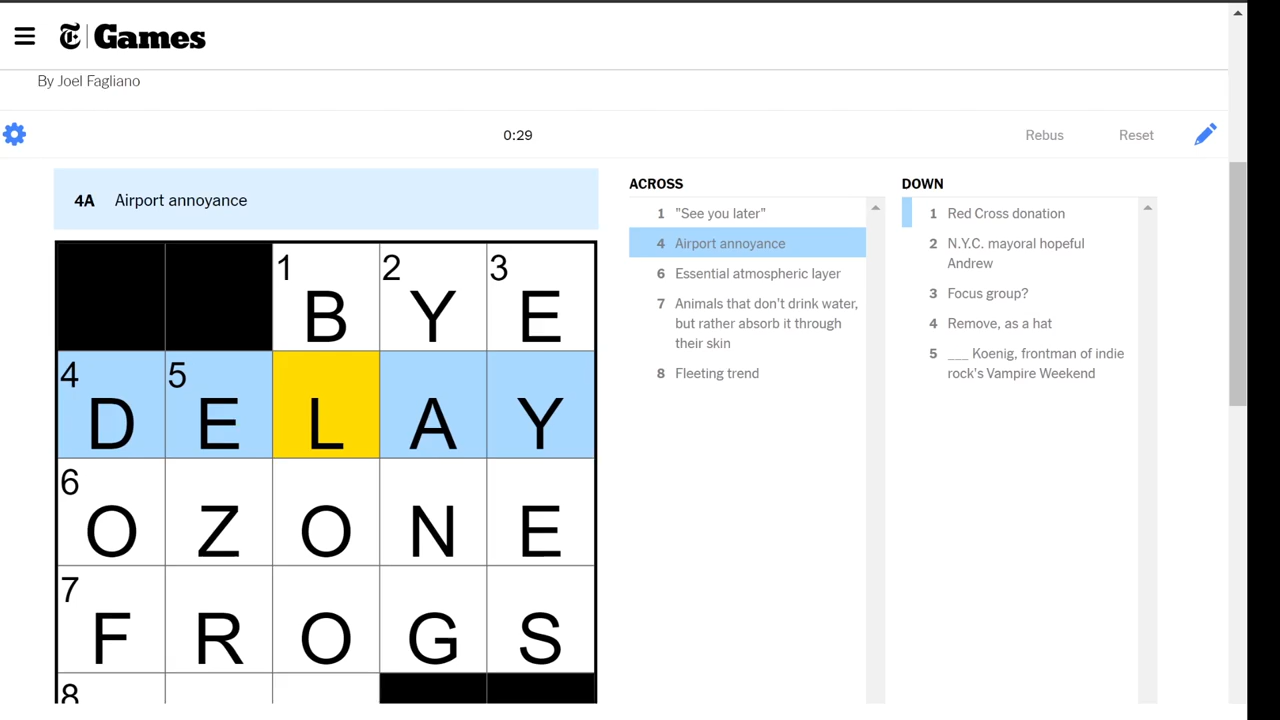 T Games
By Joel Fagliano
0:29
Rebus
Reset
4A Airport annoyance
1 2 3
B Y E
4 5
D E L A Y
6
O Z O N E
7
F R O G S
8
ACROSS
1 "See you later"
4 Airport annoyance
6 Essential atmospheric layer
7 Animals that don't drink water,
but rather absorb it through
their skin
8 Fleeting trend
DOWN
1 Red Cross donation
2 N.Y.C. mayoral hopeful
Andrew
3 Focus group?
4 Remove, as a hat
5 ___ Koenig, frontman of indie
rock's Vampire Weekend